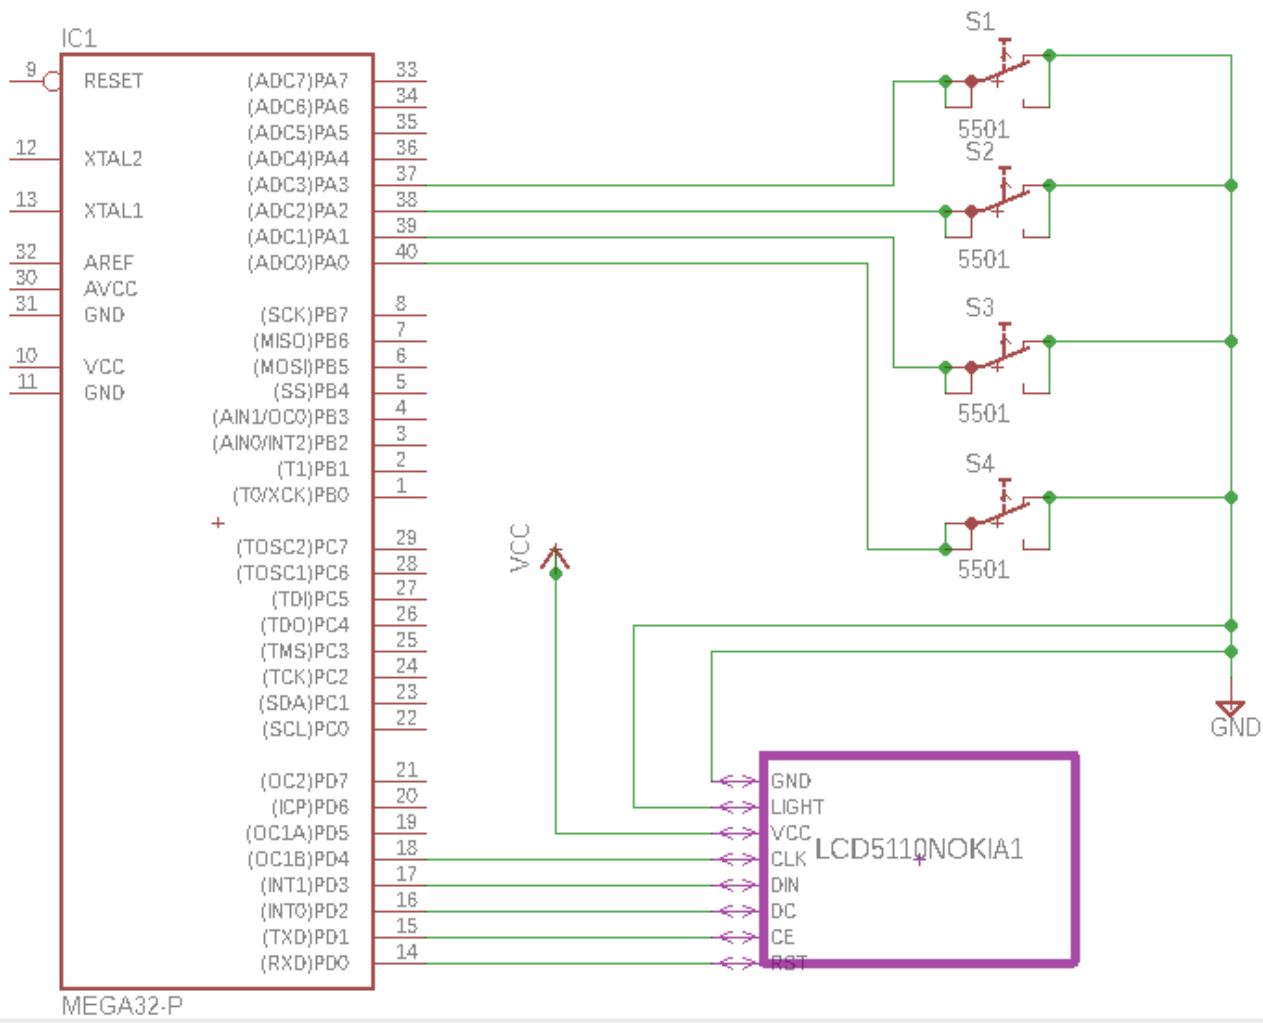 IC1
9 RESET
12 XTAL2
13 XTAL1
32 AREF
30 AVCC
31 GND
10 VCC
11 GND
(ADC7)PA7 33
(ADC6)PA6 34
(ADC5)PA5 35
(ADC4)PA4 36
(ADC3)PA3 37
(ADC2)PA2 38
(ADC1)PA1 39
(ADC0)PA0 40
(SCK)PB7 8
(MISO)PB6 7
(MOSI)PB5 6
(SS)PB4 5
(AIN1/OC0)PB3 4
(AIN0/INT2)PB2 3
(T1)PB1 2
(T0/XCK)PB0 1
(TOSC2)PC7 29
(TOSC1)PC6 28
(TDI)PC5 27
(TDO)PC4 26
(TMS)PC3 25
(TCK)PC2 24
(SDA)PC1 23
(SCL)PC0 22
(OC2)PD7 21
(ICP)PD6 20
(OC1A)PD5 19
(OC1B)PD4 18
(INT1)PD3 17
(INT0)PD2 16
(TXD)PD1 15
(RXD)PD0 14
MEGA32-P
S1
5501
S2
5501
S3
5501
S4
5501
VCC
GND
GND
LIGHT
VCC
CLK
DIN
DC
CE
RST
LCD5110NOKIA1